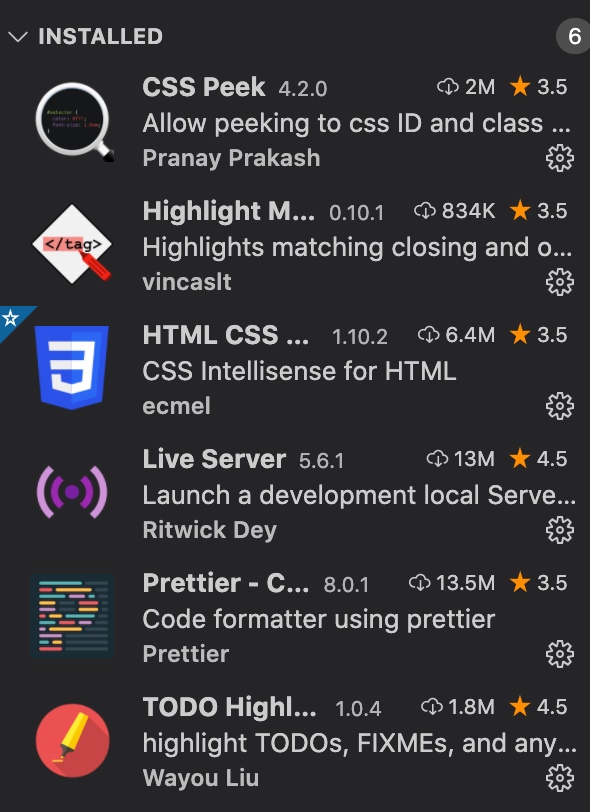 INSTALLED 6
CSS Peek 4.2.0 2M 3.5
Allow peeking to css ID and class ...
Pranay Prakash
Highlight M... 0.10.1 834K 3.5
</tag>
Highlights matching closing and o...
vincaslt
HTML CSS ... 1.10.2 6.4M 3.5
CSS Intellisense for HTML
ecmel
Live Server 5.6.1 13M 4.5
Launch a development local Serve...
Ritwick Dey
Prettier - C... 8.0.1 13.5M 3.5
Code formatter using prettier
Prettier
TODO Highl... 1.0.4 1.8M 4.5
highlight TODOs, FIXMEs, and any...
Wayou Liu